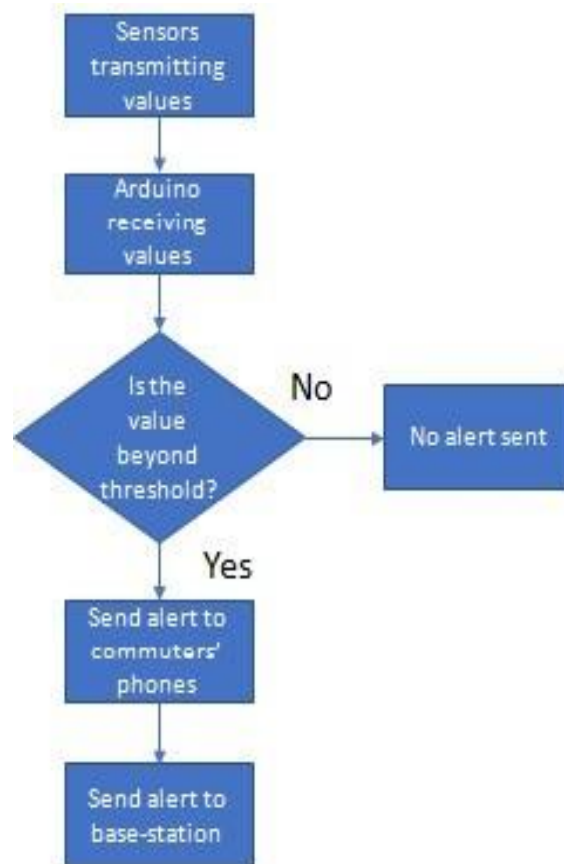 Sensors
transmitting
values
Arduino
receiving
values
Is the
value
beyond
threshold?
No
No alert sent
Yes
Send alert to
commuters'
phones
Send alert to
base-station